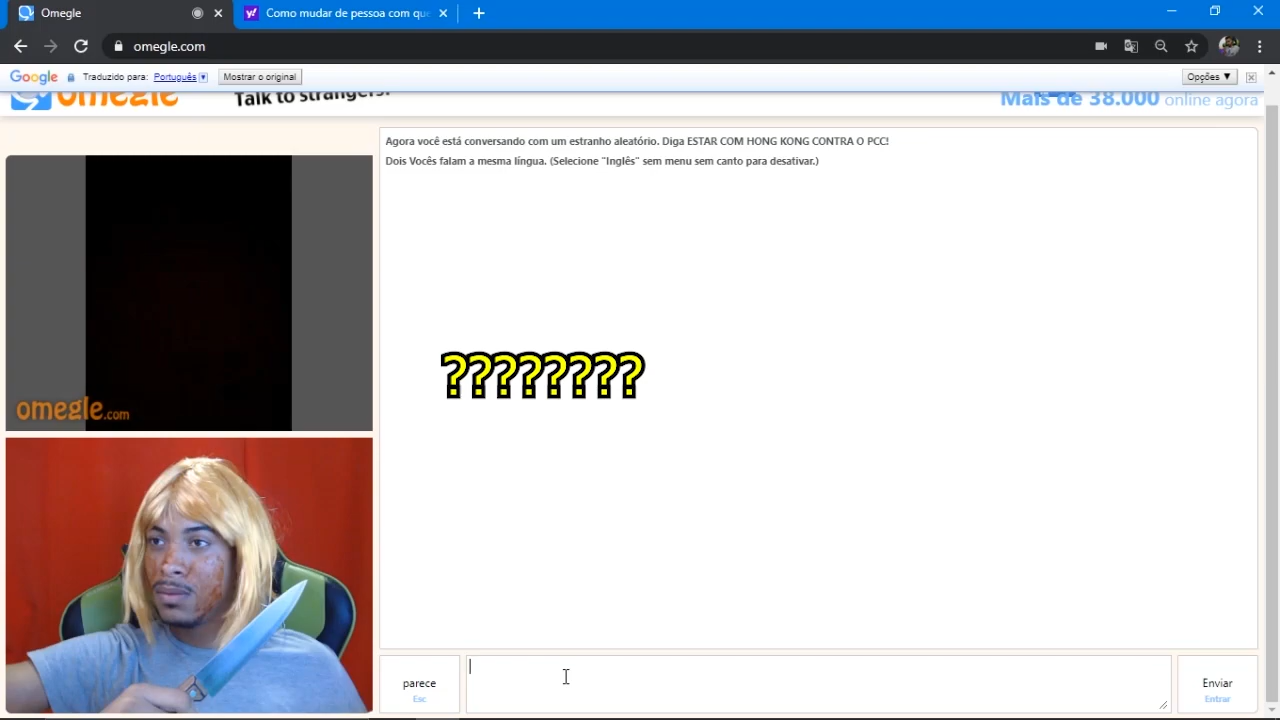 Omegle
Como mudar de pessoa com que
omegle.com
Google Traduzido para: Português Mostrar o original Opções
omegle Talk to strangers! Mais de 38.000 online agora
Agora você está conversando com um estranho aleatório. Diga ESTAR COM HONG KONG CONTRA O PCC!
Dois Vocês falam a mesma língua. (Selecione "Inglês" sem menu sem canto para desativar.)
????????
omegle.com
parece
Esc
Enviar
Entrar